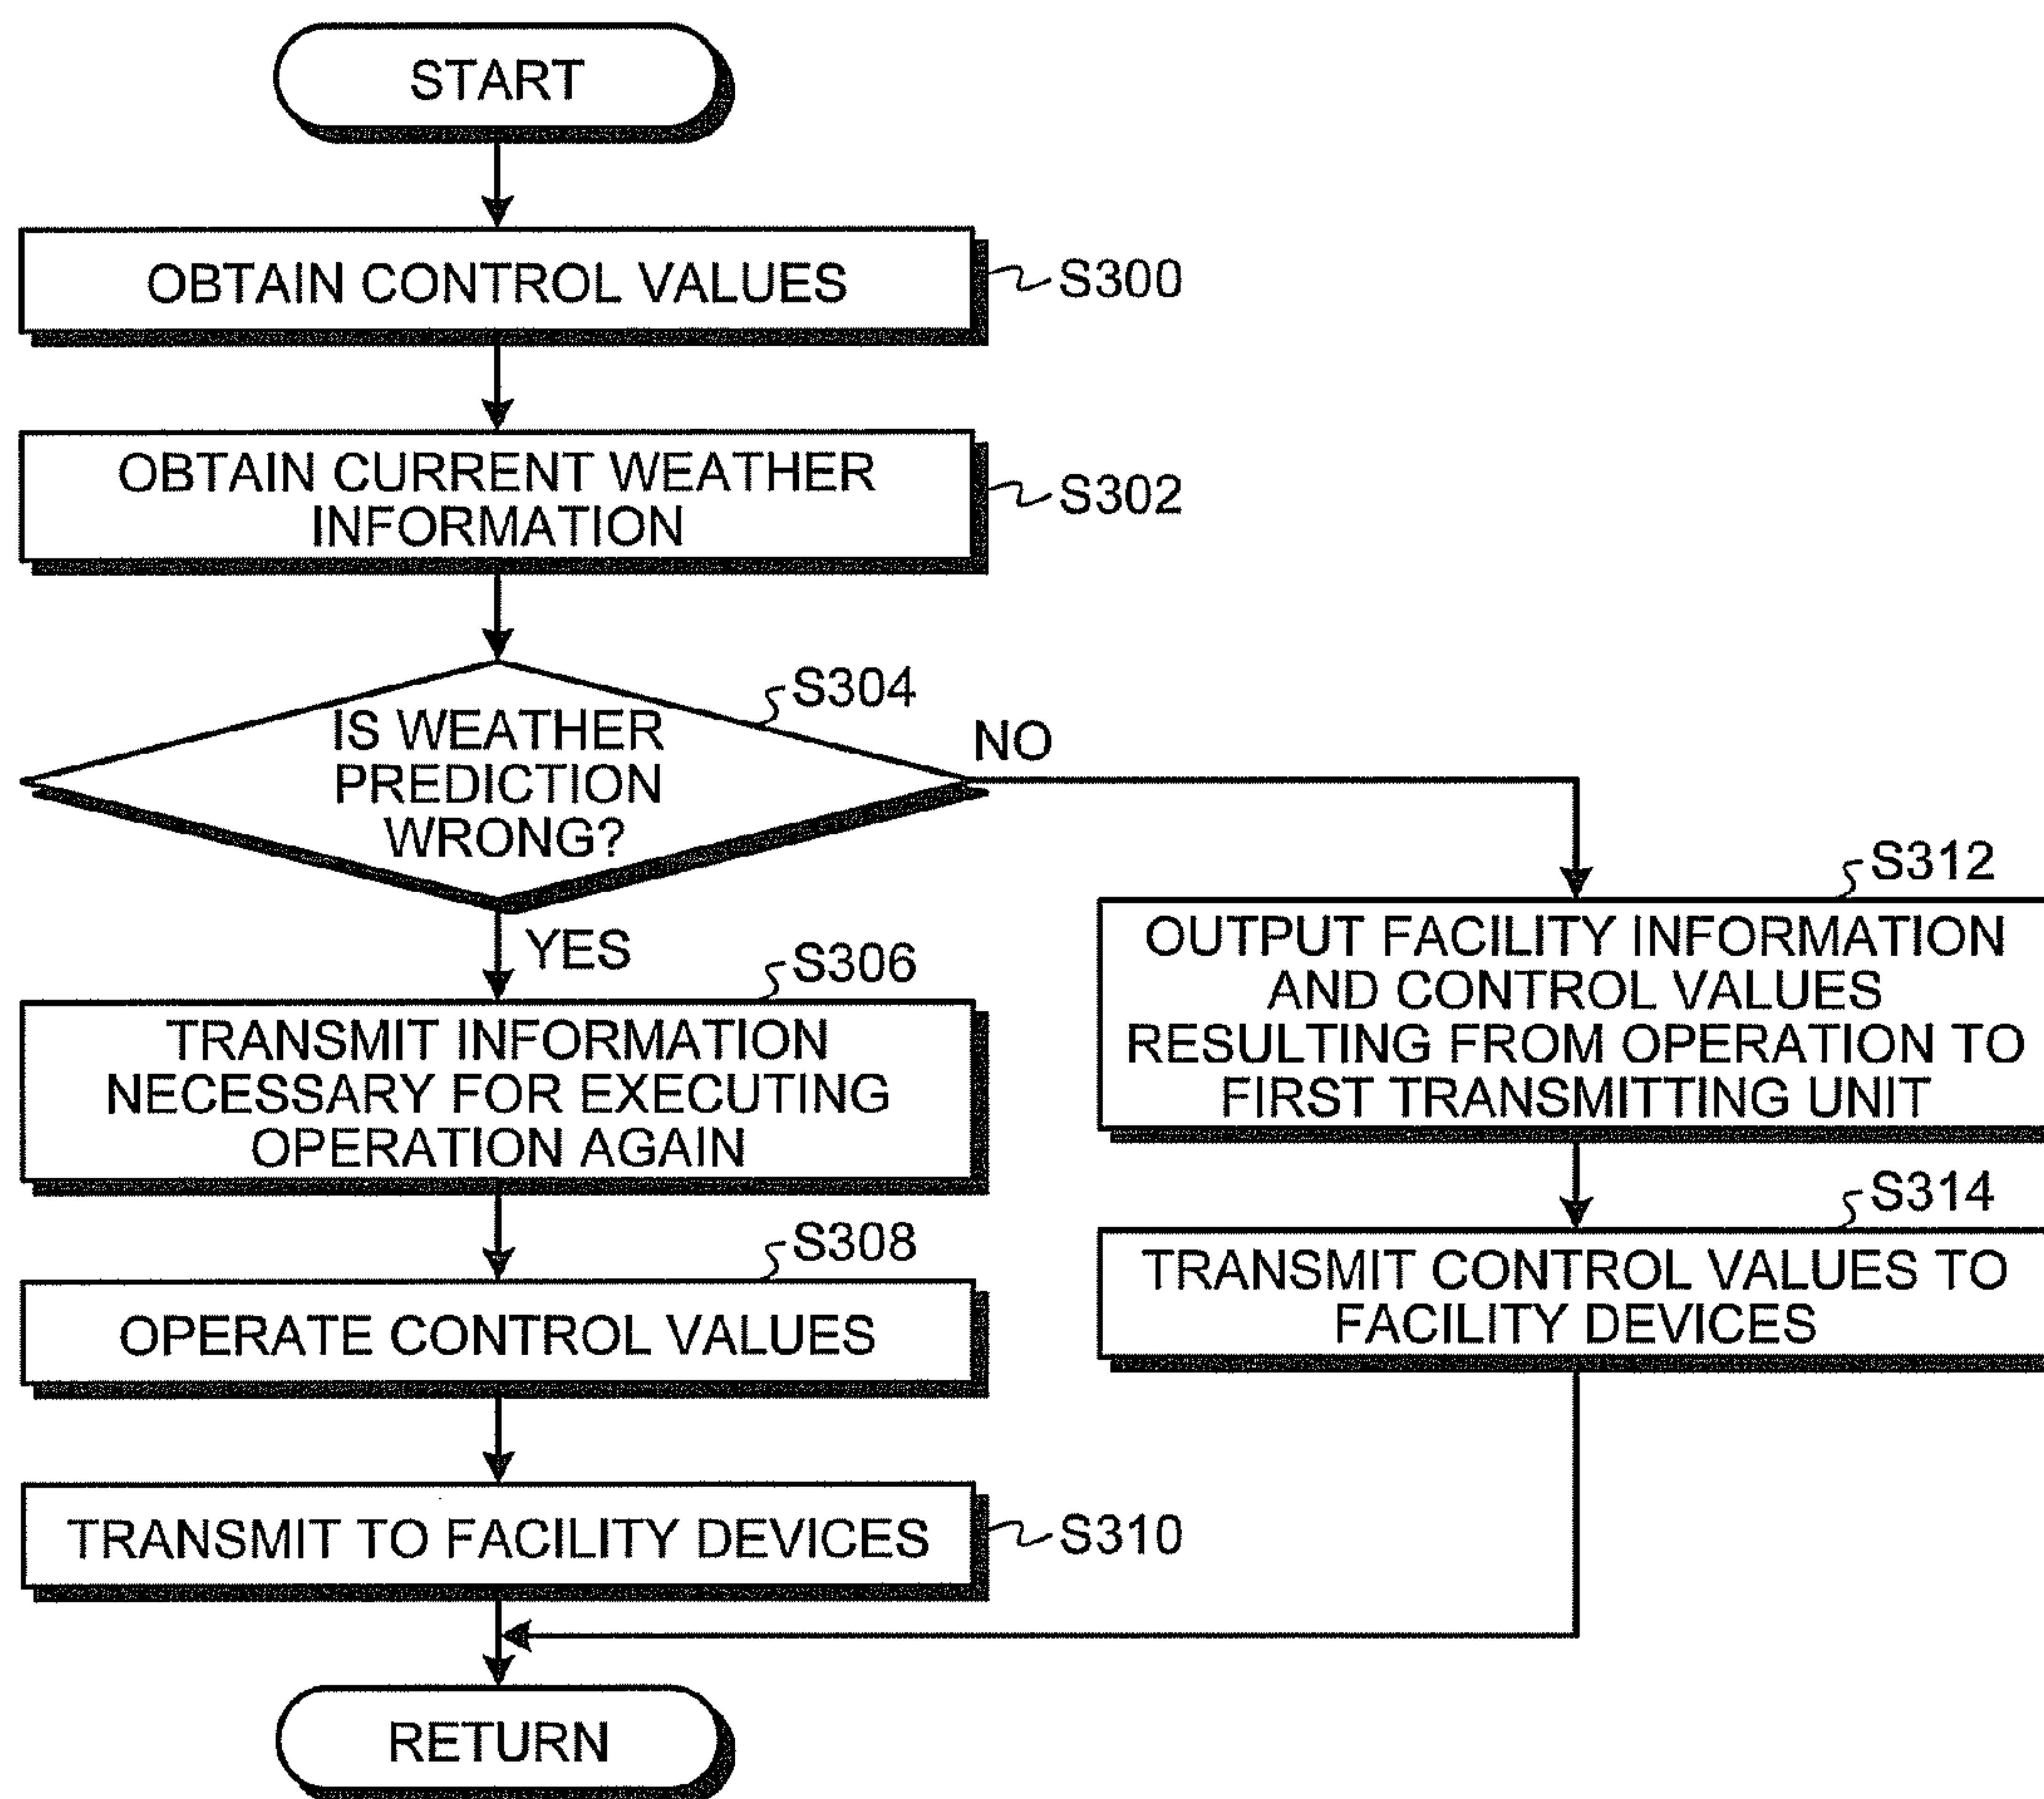 START
OBTAIN CONTROL VALUES
S300
OBTAIN CURRENT WEATHER
INFORMATION
S302
S304
IS WEATHER
PREDICTION
WRONG?
NO
YES
S306
TRANSMIT INFORMATION
NECESSARY FOR EXECUTING
OPERATION AGAIN
S308
OPERATE CONTROL VALUES
TRANSMIT TO FACILITY DEVICES
S310
S312
OUTPUT FACILITY INFORMATION
AND CONTROL VALUES
RESULTING FROM OPERATION TO
FIRST TRANSMITTING UNIT
S314
TRANSMIT CONTROL VALUES TO
FACILITY DEVICES
RETURN